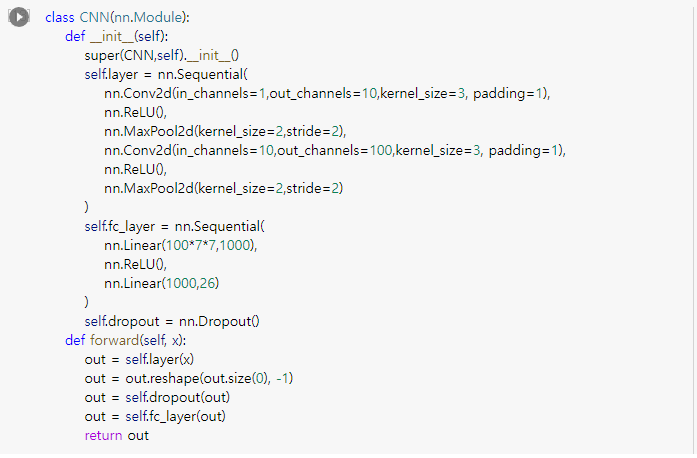 class CNN(nn.Module):
def __init__(self):
super(CNN,self).__init__()
self.layer = nn.Sequential(
nn.Conv2d(in_channels=1,out_channels=10,kernel_size=3, padding=1),
nn.ReLU(),
nn.MaxPool2d(kernel_size=2,stride=2),
nn.Conv2d(in_channels=10,out_channels=100,kernel_size=3, padding=1),
nn.ReLU(),
nn.MaxPool2d(kernel_size=2,stride=2)
)
self.fc_layer = nn.Sequential(
nn.Linear(100*7*7,1000),
nn.ReLU(),
nn.Linear(1000,26)
)
self.dropout = nn.Dropout()
def forward(self, x):
out = self.layer(x)
out = out.reshape(out.size(0), -1)
out = self.dropout(out)
out = self.fc_layer(out)
return out